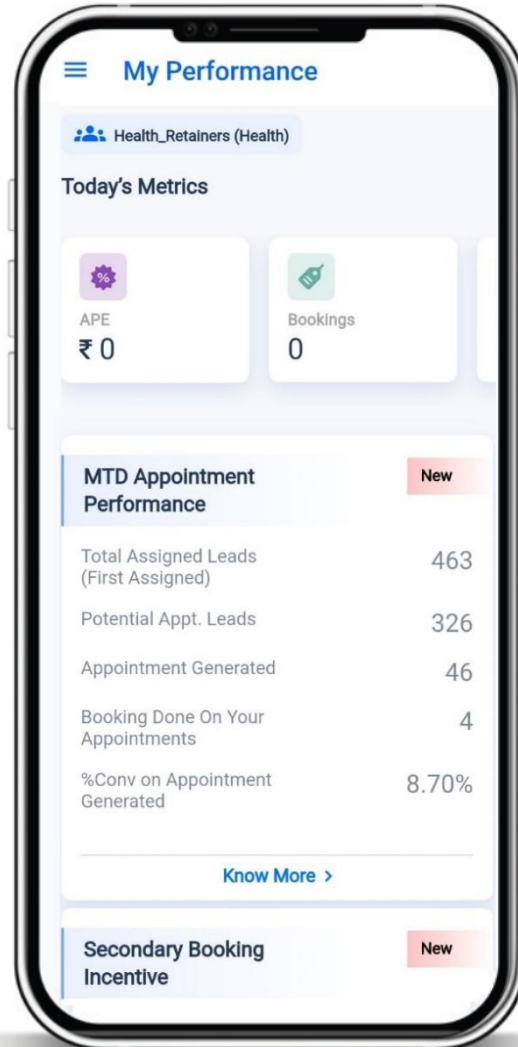 My Performance
Health_Retainers (Health)
Today's Metrics
APE
₹ 0
Bookings
0
MTD Appointment
Performance
New
Total Assigned Leads
(First Assigned)
463
Potential Appt. Leads
326
Appointment Generated
46
Booking Done On Your
Appointments
4
%Conv on Appointment
Generated
8.70%
Know More >
Secondary Booking
Incentive
New